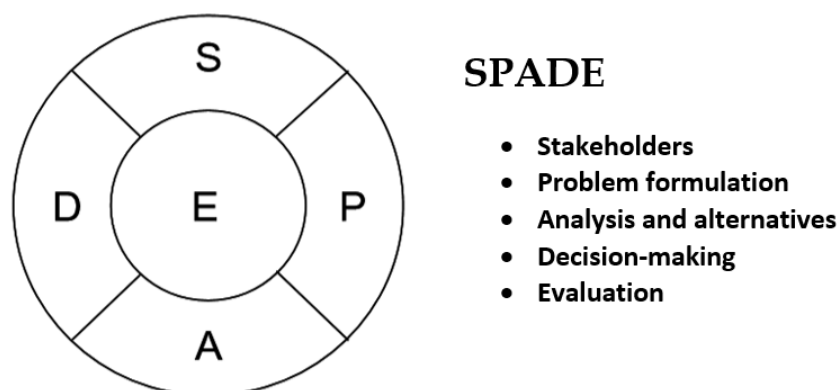 S
SPADE
D
E
P
A
• Stakeholders
• Problem formulation
• Analysis and alternatives
• Decision-making
• Evaluation